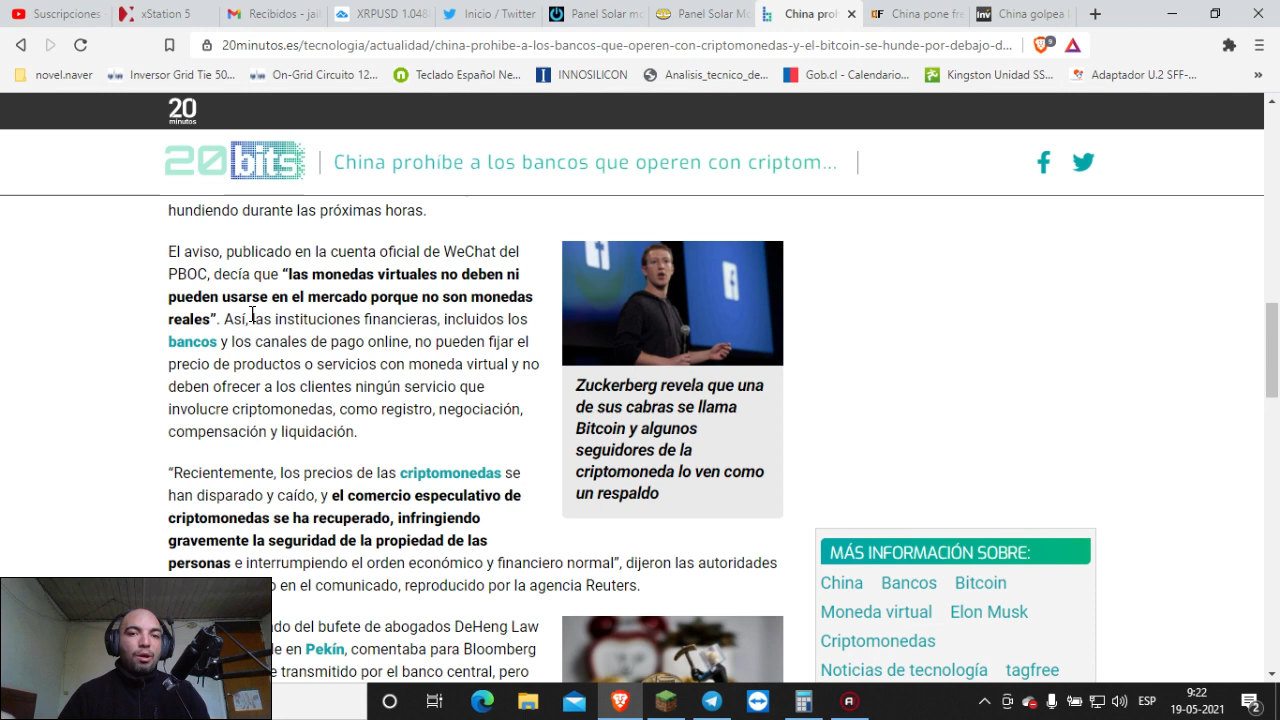 Suscripciones
xStation 5
Recibidos - jail
XRPUSD 1.048
Inicio / Twitter
Panel Solar mo
Panel Solar Mo
China proh
China pone fre
China golpea l
20minutos.es/tecnologia/actualidad/china-prohibe-a-los-bancos-que-operen-con-criptomonedas-y-el-bitcoin-se-hunde-por-debajo-d...
9
novel.naver
Inversor Grid Tie 50...
On-Grid Circuito 12...
Teclado Español Ne...
INNOSILICON
Analisis_tecnico_de...
Gob.cl - Calendario...
Kingston Unidad SS...
Adaptador U.2 SFF-...
20
minutos
20bits
China prohíbe a los bancos que operen con criptom...
hundiendo durante las próximas horas.
El aviso, publicado en la cuenta oficial de WeChat del
PBOC, decía que “las monedas virtuales no deben ni
pueden usarse en el mercado porque no son monedas
reales”. Así, las instituciones financieras, incluidos los
bancos y los canales de pago online, no pueden fijar el
precio de productos o servicios con moneda virtual y no
deben ofrecer a los clientes ningún servicio que
involucre criptomonedas, como registro, negociación,
compensación y liquidación.
Zuckerberg revela que una
de sus cabras se llama
Bitcoin y algunos
seguidores de la
criptomoneda lo ven como
un respaldo
“Recientemente, los precios de las criptomonedas se
han disparado y caído, y el comercio especulativo de
criptomonedas se ha recuperado, infringiendo
gravemente la seguridad de la propiedad de las
personas e interrumpiendo el orden económico y financiero normal”, dijeron las autoridades
en el comunicado, reproducido por la agencia Reuters.
do del bufete de abogados DeHeng Law
e en Pekín, comentaba para Bloomberg
transmitido por el banco central, pero
MÁS INFORMACIÓN SOBRE:
China Bancos Bitcoin
Moneda virtual Elon Musk
Criptomonedas
Noticias de tecnología tagfree
ESP
9:22
19-05-2021
2